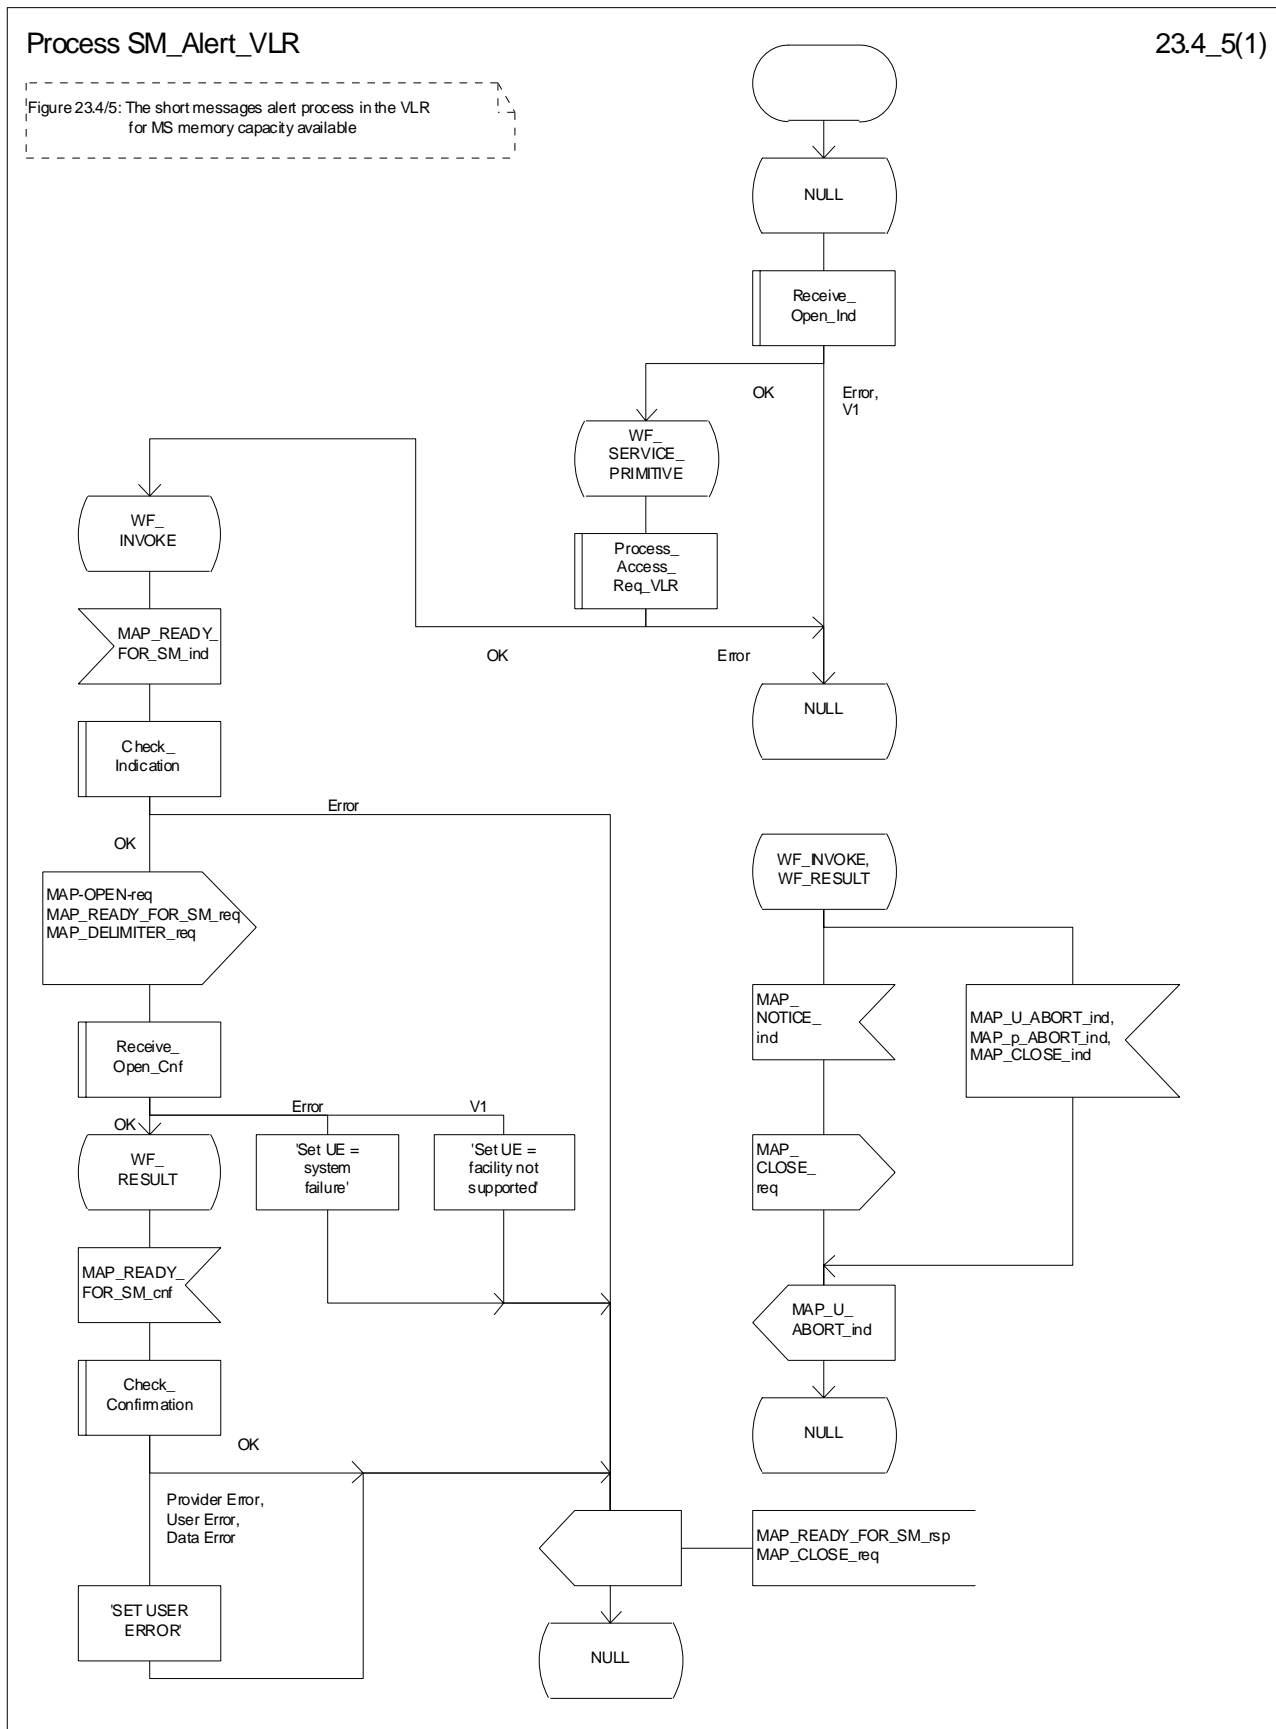 Process SM_Alert_VLR
23.4_5(1)
Figure 23.4/5: The short messages alert process in the VLR
for MS memory capacity available
NULL
Receive_
Open_Ind
OK
Error,
V1
WF_
SERVICE_
PRIMITIVE
WF_
INVOKE
Process_
Access_
Req_VLR
MAP_READY_
FOR_SM_ind
OK
Error
NULL
Check_
Indication
Error
OK
WF_INVOKE,
WF_RESULT
MAP-OPEN-req
MAP_READY_FOR_SM_req
MAP_DELIMITER_req
MAP_
NOTICE_
ind
MAP_U_ABORT_ind,
MAP_p_ABORT_ind,
MAP_CLOSE_ind
Receive_
Open_Cnf
Error
V1
OK
WF_
RESULT
'Set UE =
system
failure'
'Set UE =
facility not
supported'
MAP_
CLOSE_
req
MAP_READY_
FOR_SM_cnf
MAP_U_
ABORT_ind
Check_
Confirmation
NULL
OK
Provider Error,
User Error,
Data Error
MAP_READY_FOR_SM_rsp
MAP_CLOSE_req
'SET USER
ERROR'
NULL